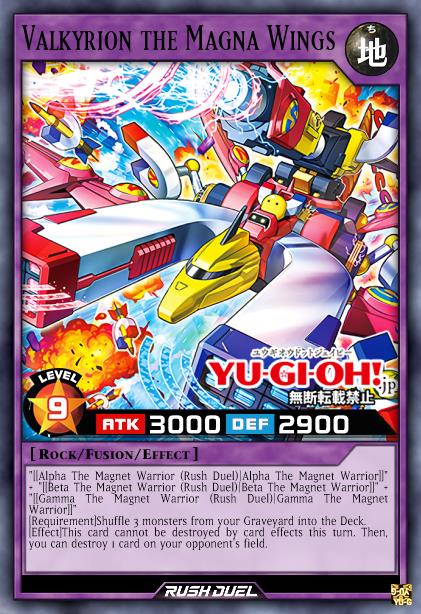 VALKYRION THE MAGNA WINGS
ち
地
ユウギオウドットジェイピー
YU-GI-OH!.jp
無断転載禁止
LEVEL
9
ATK 3000 DEF 2900
[ ROCK/FUSION/EFFECT ]
"[[Alpha The Magnet Warrior (Rush Duel)|Alpha The Magnet Warrior]]"
+ "[[Beta The Magnet Warrior (Rush Duel)|Beta The Magnet Warrior]]" +
"[[Gamma The Magnet Warrior (Rush Duel)|Gamma The Magnet
Warrior]]"
[Requirement]Shuffle 3 monsters from your Graveyard into the Deck.
[Effect]This card cannot be destroyed by card effects this turn. Then,
you can destroy 1 card on your opponent's field.
RUSH DUEL